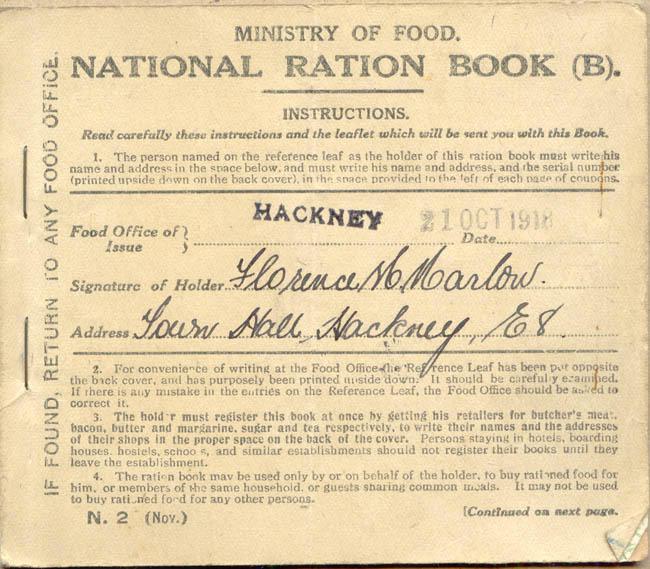 MINISTRY OF FOOD.
NATIONAL RATION BOOK (B).
INSTRUCTIONS.
Read carefully these instructions and the leaflet which will be sent you with this Book.
1. The person named on the reference leaf as the holder of this ration book must write his
name and address in the space below, and must write his name and address, and the serial number
(printed upside down on the back cover), in the space provided to the left of each page of coupons.
HACKNEY 21 OCT 1918
Food Office of } Date
Issue
Signature of Holder Florence M Marlow.
Address Town Hall, Hackney, E8.
2. For convenience of writing at the Food Office the Reference Leaf has been put opposite
the back cover, and has purposely been printed upside down. It should be carefully examined.
If there is any mistake in the entries on the Reference Leaf, the Food Office should be asked to
correct it.
3. The holder must register this book at once by getting his retailers for butcher's meat,
bacon, butter and margarine, sugar and tea respectively, to write their names and the addresses
of their shops in the proper space on the back of the cover. Persons staying in hotels, boarding
houses, hostels, schools, and similar establishments should not register their books until they
leave the establishment.
4. The ration book may be used only by or on behalf of the holder, to buy rationed food for
him, or members of the same household, or guests sharing common meals. It may not be used
to buy rationed food for any other persons.
N. 2 (Nov.) [Continued on next page.
IF FOUND, RETURN TO ANY FOOD OFFICE.